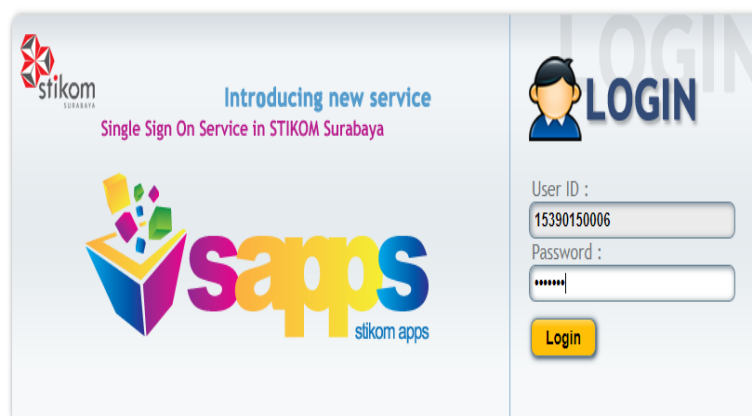 stikom
SURABAYA
Introducing new service
Single Sign On Service in STIKOM Surabaya
sapps
stikom apps
LOGIN
LOGIN
User ID :
15390150006
Password :
•••••••
Login